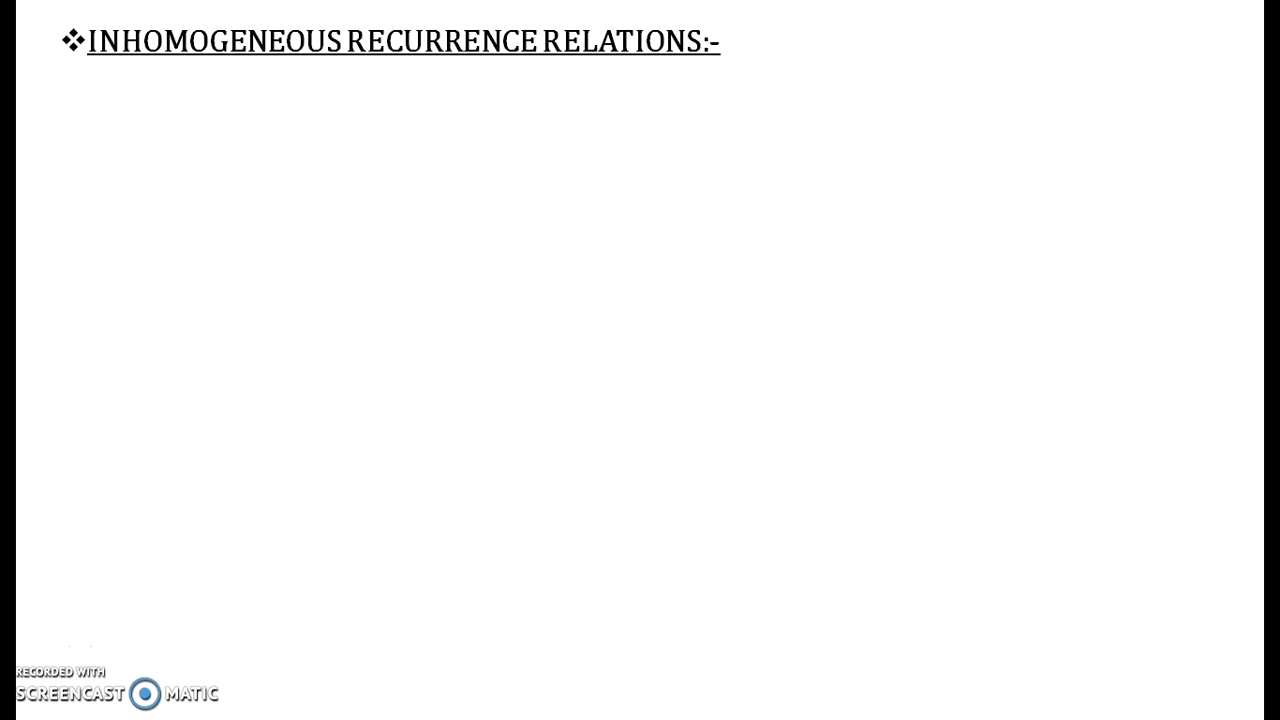 ❖INHOMOGENEOUS RECURRENCE RELATIONS:-
RECORDED WITH
SCREENCAST MATIC